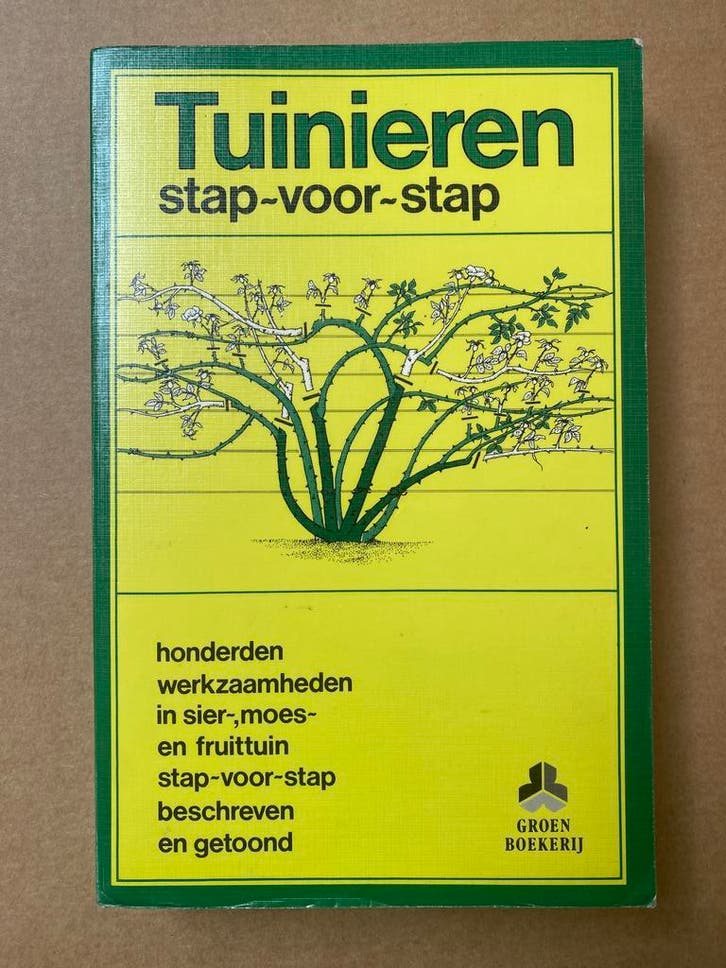 Tuinieren
stap~voor~stap
honderden
werkzaamheden
in sier~,moes~
en fruittuin
stap~voor~stap
beschreven
en getoond
GROEN
BOEKERIJ